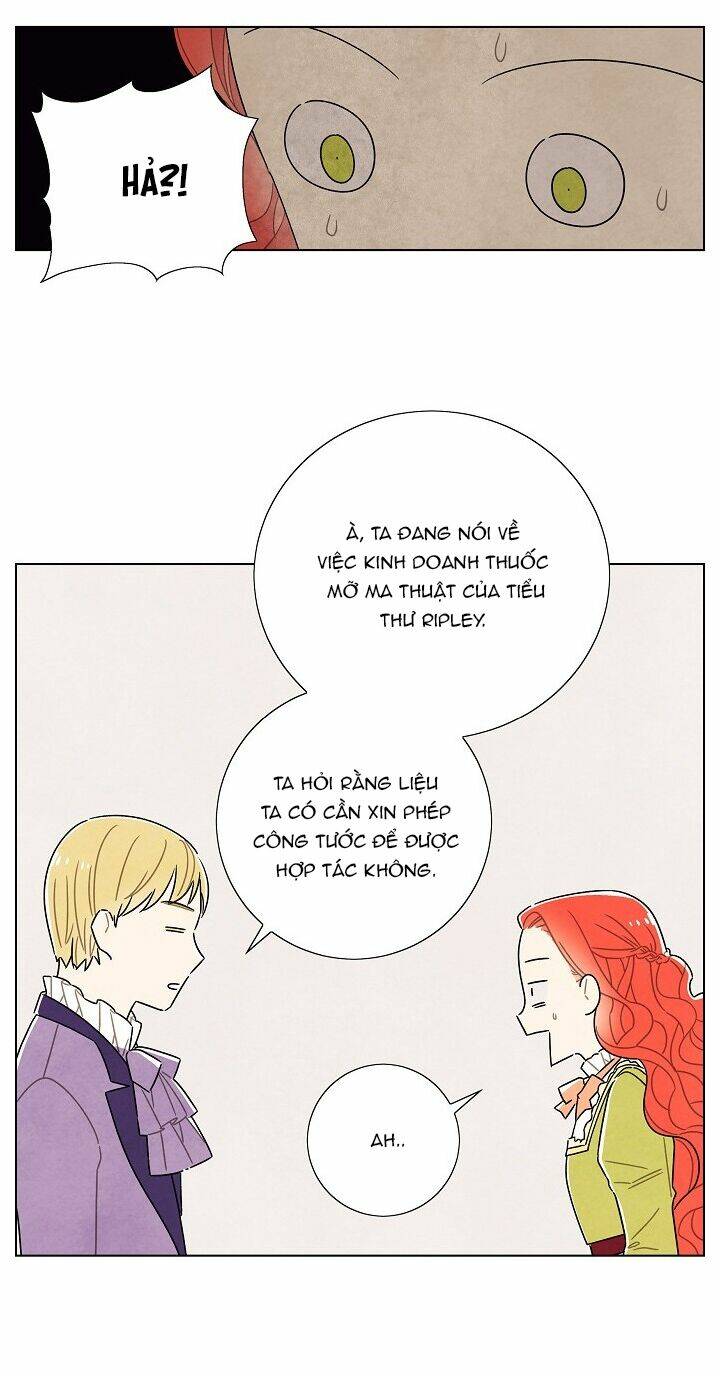 HẢ?!
À, TA ĐANG NÓI VỀ
VIỆC KINH DOANH THUỐC
MỠ MA THUẬT CỦA TIỂU
THƯ RIPLEY.
TA HỎI RẰNG LIỆU
TA CÓ CẦN XIN PHÉP
CÔNG TƯỚC ĐỂ ĐƯỢC
HỢP TÁC KHÔNG.
AH..